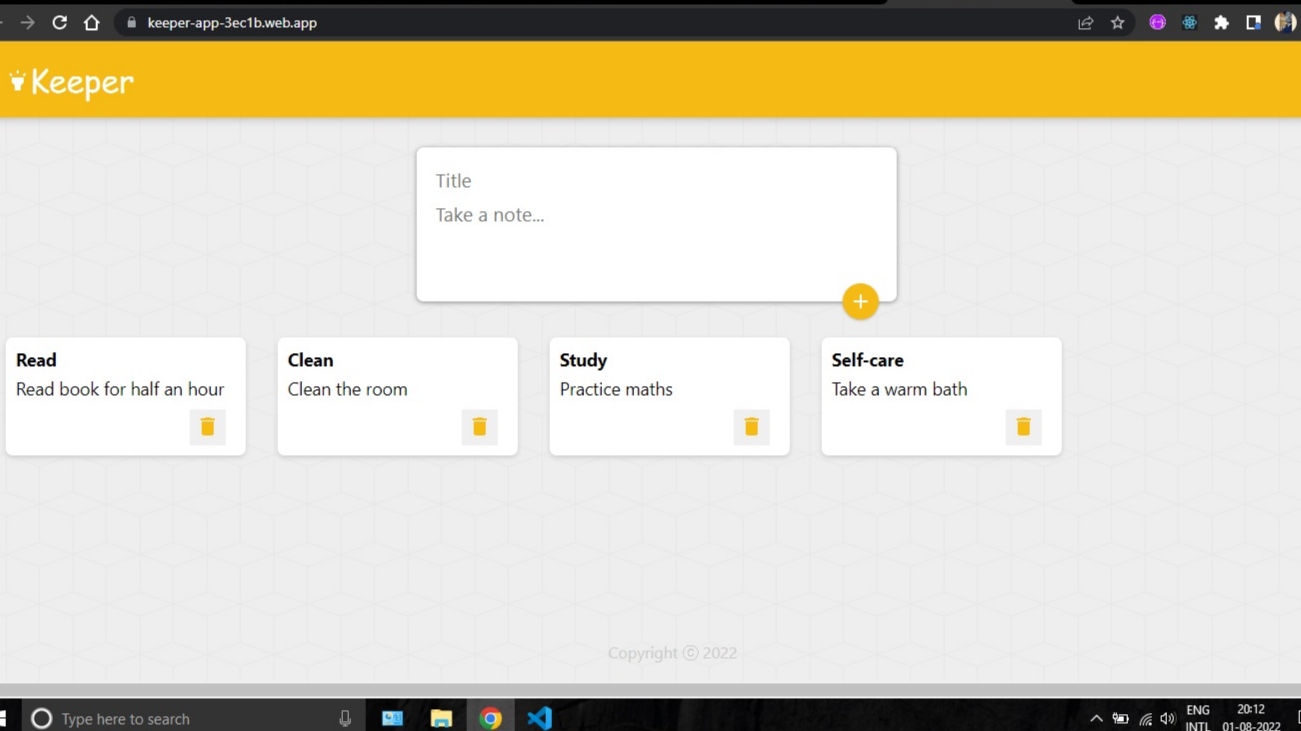 keeper-app-3ec1b.web.app
Keeper
Title
Take a note...
Read
Read book for half an hour
Clean
Clean the room
Study
Practice maths
Self-care
Take a warm bath
Copyright ⓒ 2022
Type here to search
ENG
INTL
20:12
01-08-2022